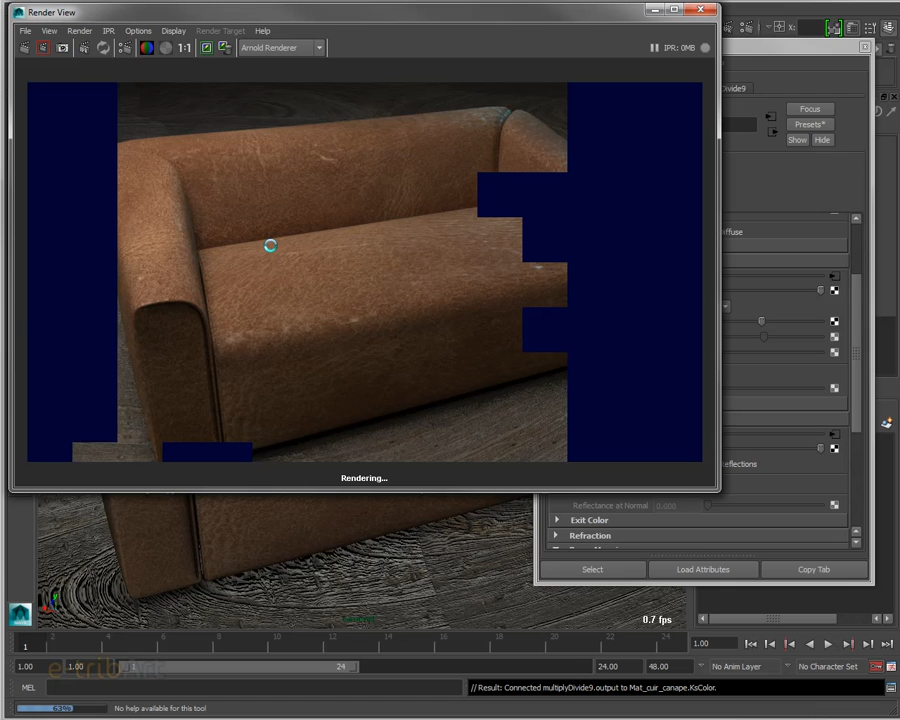 Render View
X:
File View Render IPR Options Display Render Target Help
1:1 Arnold Renderer IPR: 0MB
Divide9
Focus
Presets*
Show Hide
Diffuse
Rendering...
Reflections
Reflectance at Normal 0.000
Exit Color
Refraction
Select Load Attributes Copy Tab
0.7 fps
2 4 6 8 10 12 14 16 18 20 22 24
1 1.00
1.00 1.00 1 24 24.00 48.00 No Anim Layer No Character Set
e-tribart
MEL // Result: Connected multiplyDivide9.output to Mat_cuir_canape.KsColor.
63% No help available for this tool